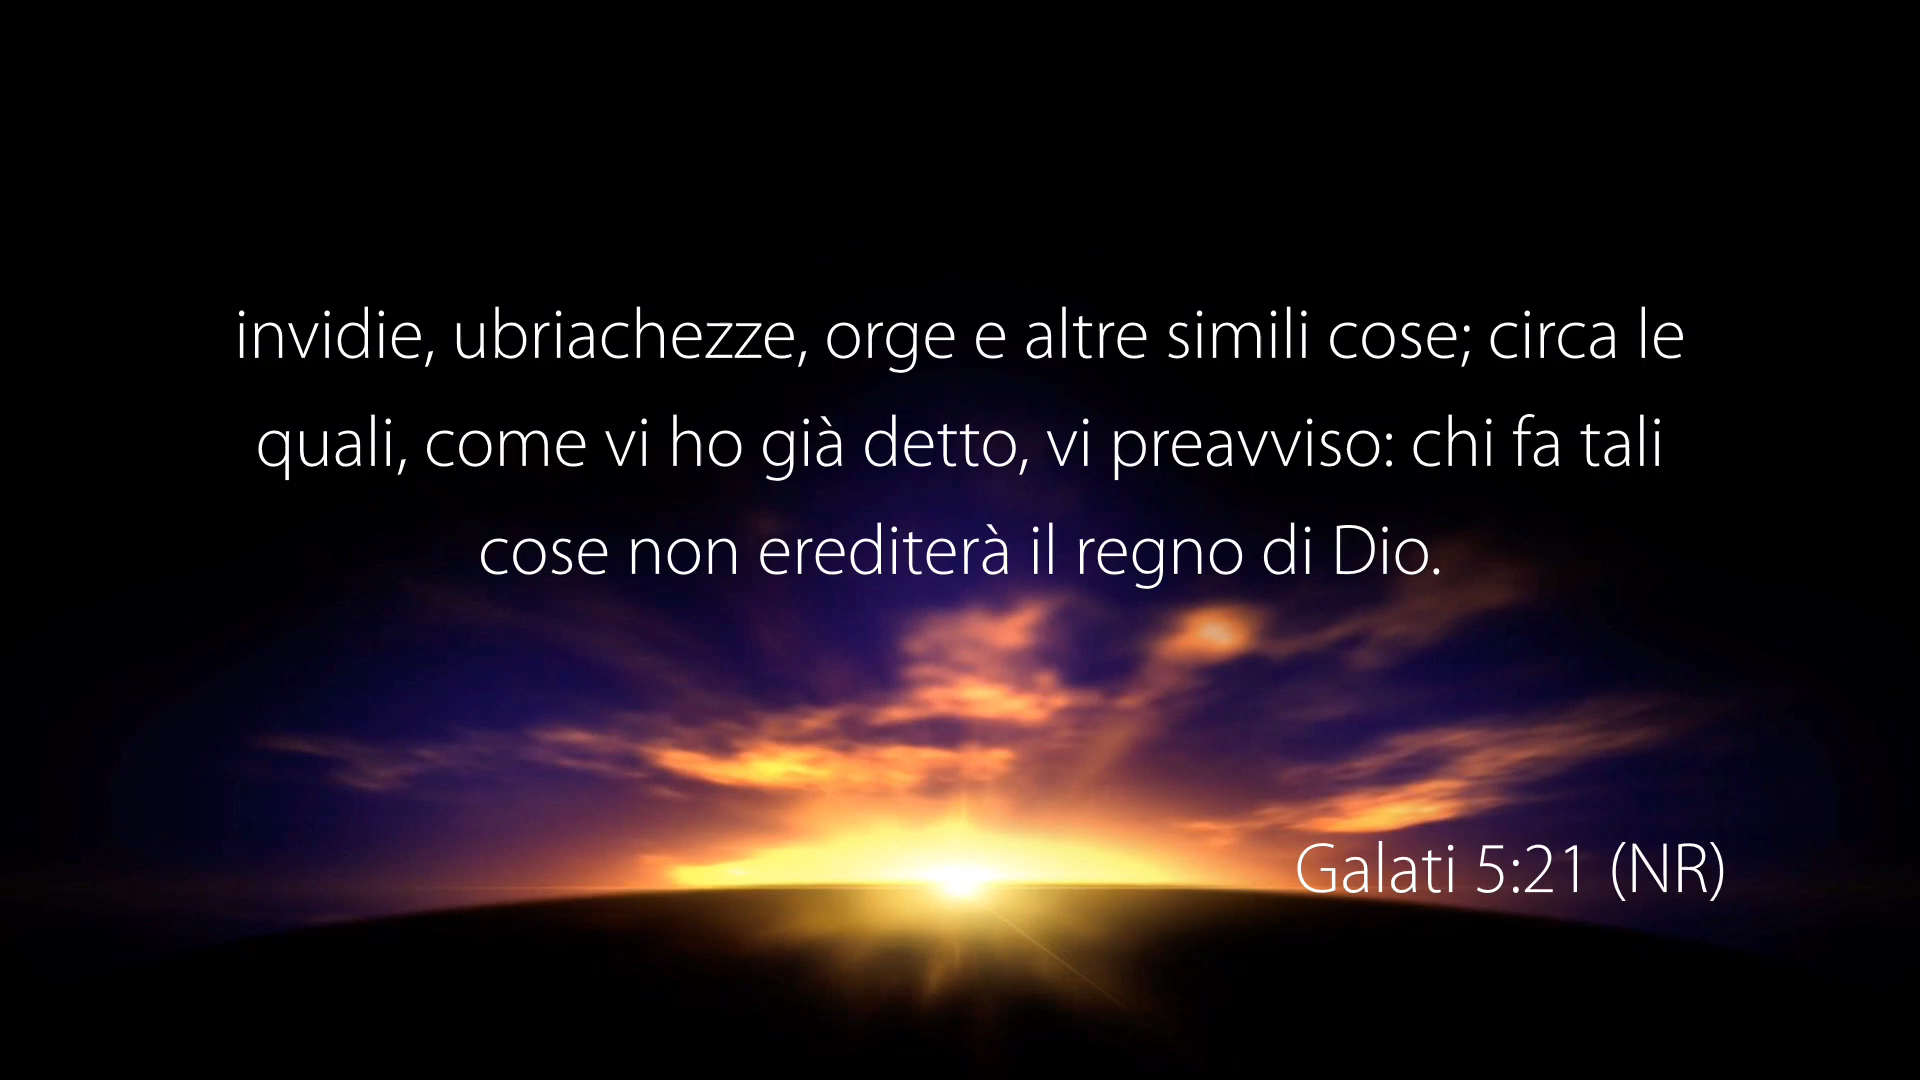 invidie, ubriachezze, orge e altre simili cose; circa le
quali, come vi ho già detto, vi preavviso: chi fa tali
cose non erediterà il regno di Dio.
Galati 5:21 (NR)